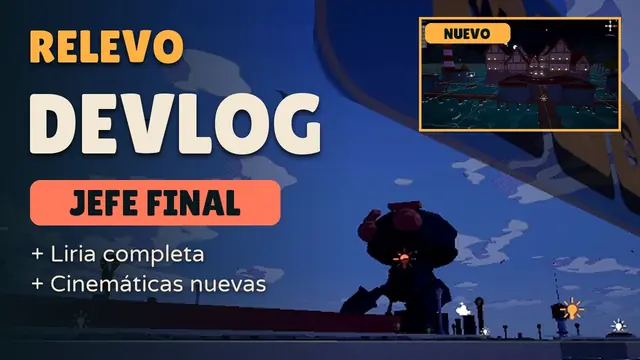 RELEVO
NUEVO
DEVLOG
JEFE FINAL
+ Liria completa
+ Cinemáticas nuevas